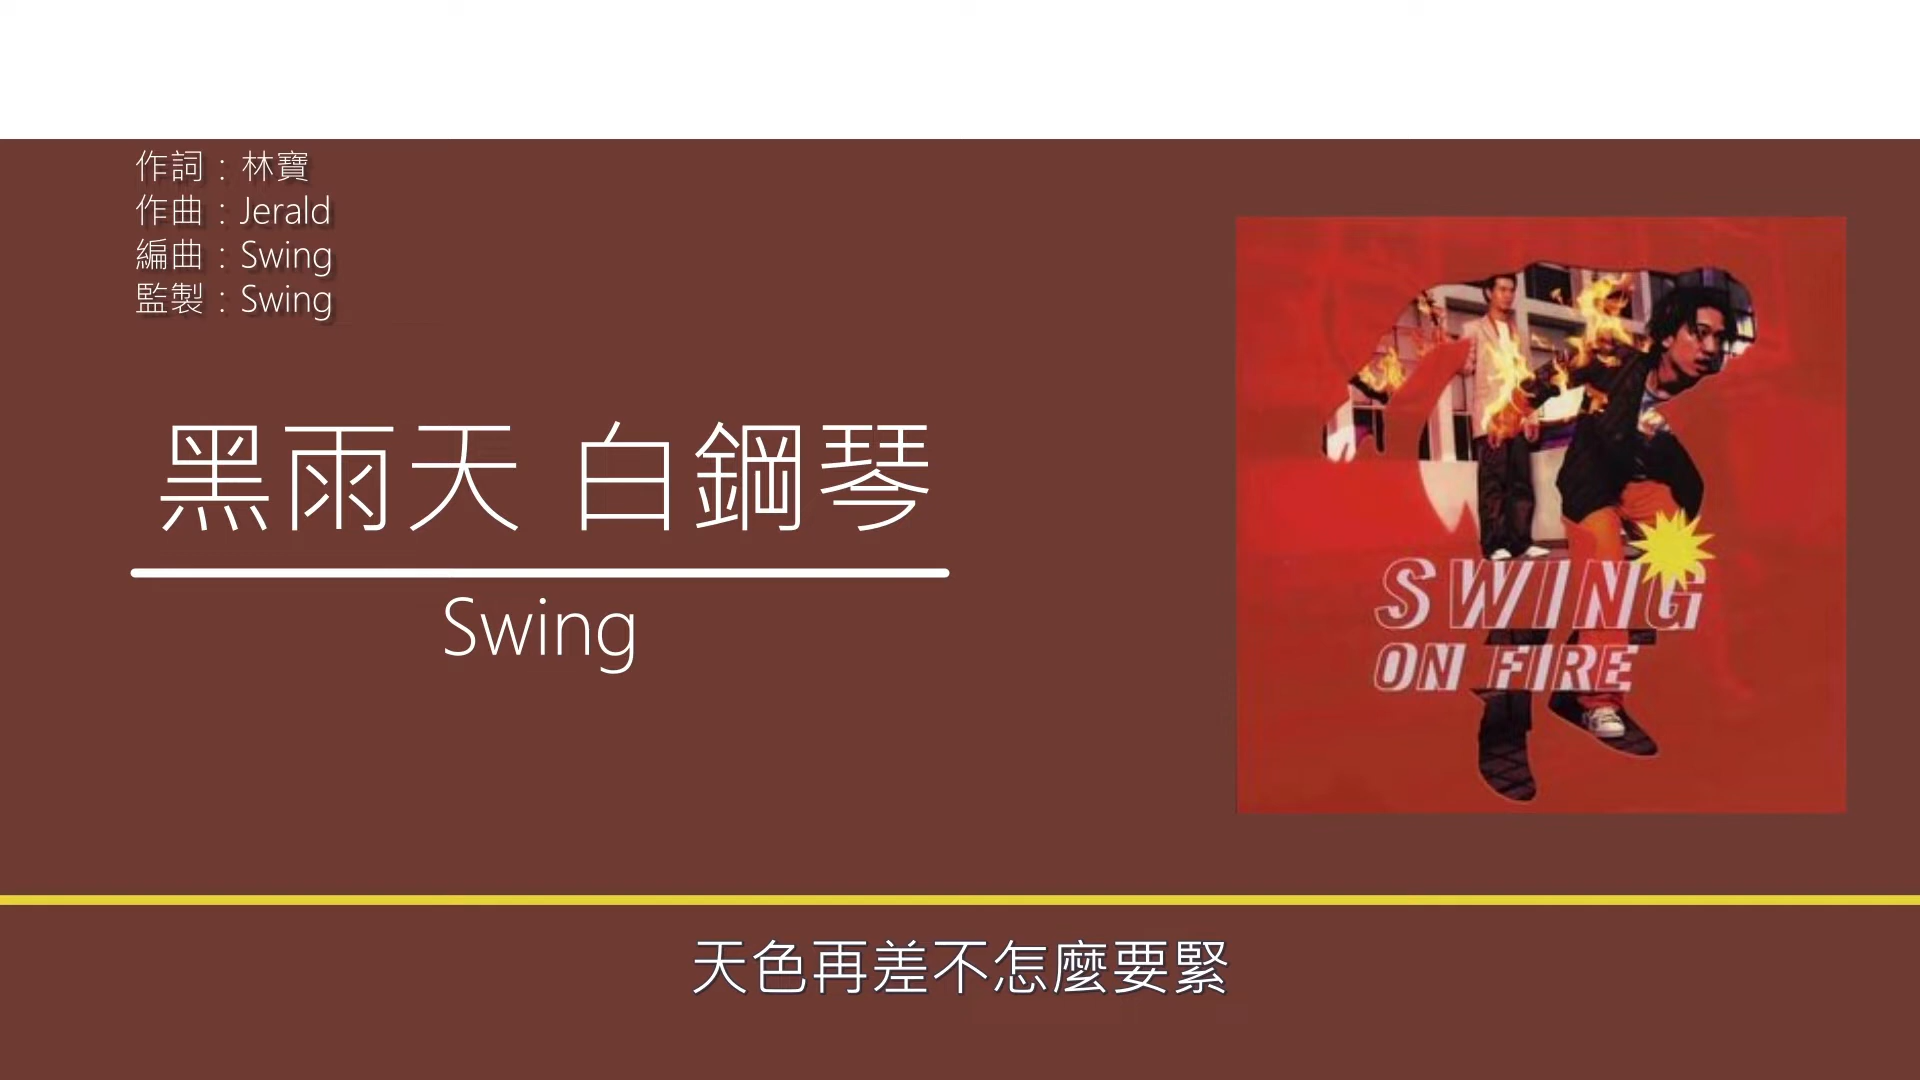 作詞：林寶
作曲：Jerald
編曲：Swing
監製：Swing
黑雨天 白鋼琴
Swing
SWING
ON FIRE
天色再差不怎麼要緊